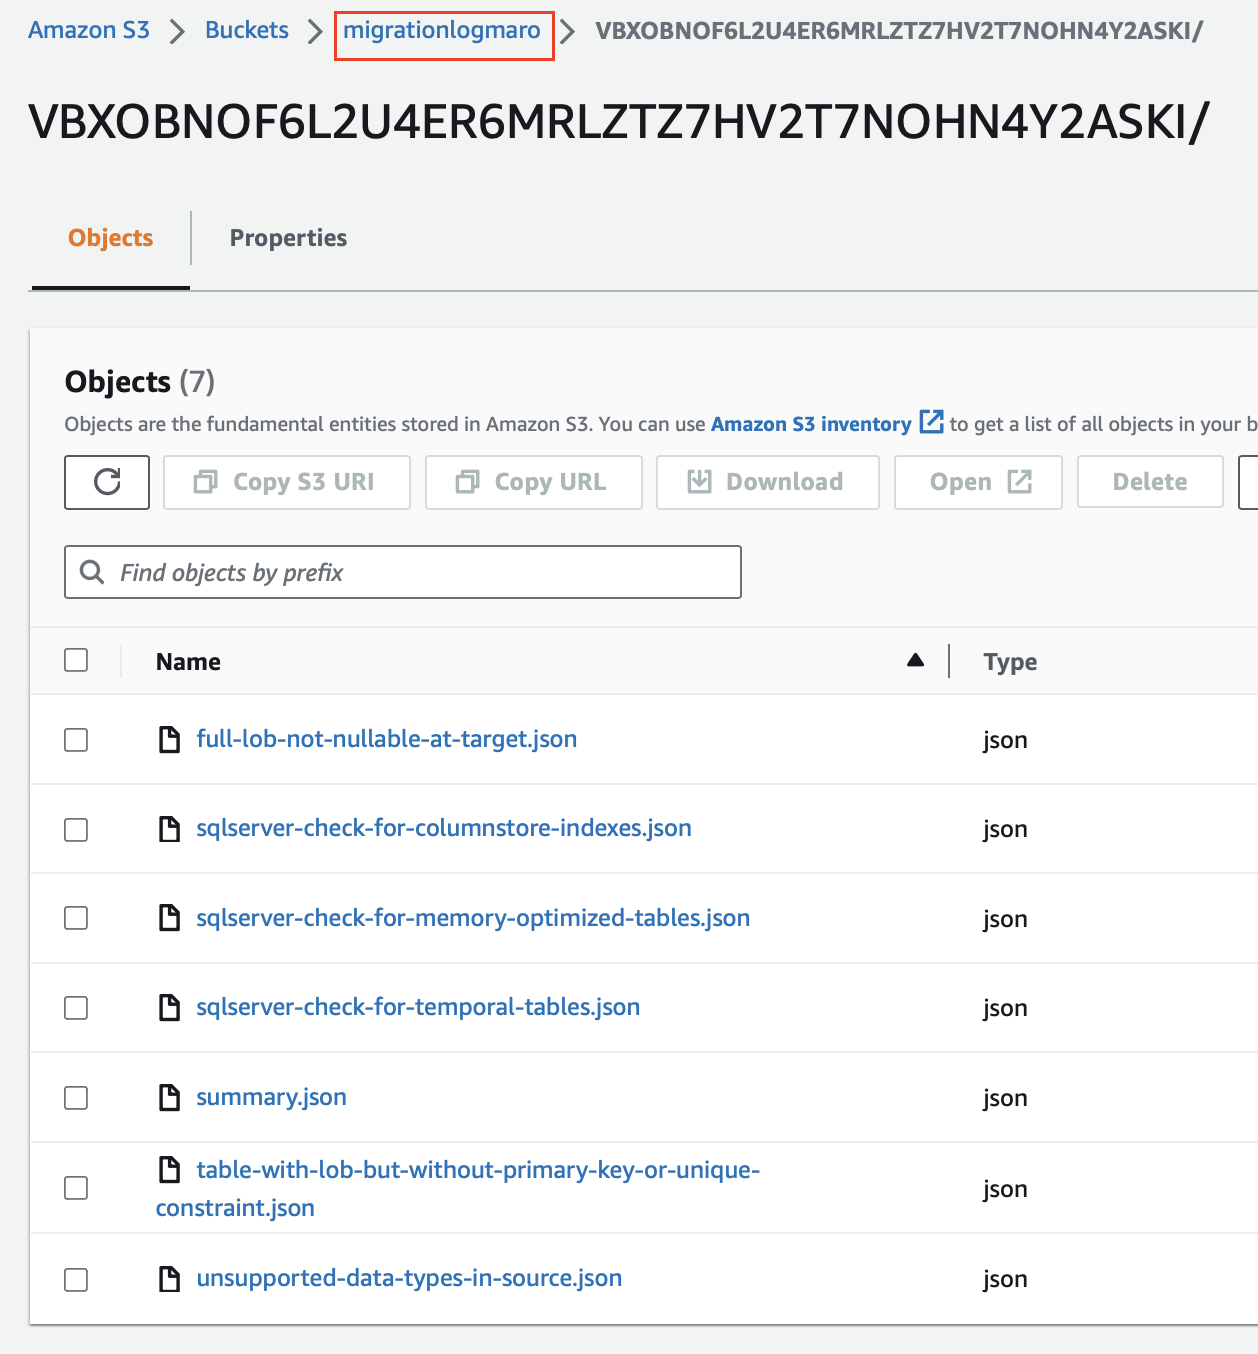 Amazon S3 > Buckets > migrationlogmaro > VBXOBNOF6L2U4ER6MRLZTZ7HV2T7NOHN4Y2ASKI/
VBXOBNOF6L2U4ER6MRLZTZ7HV2T7NOHN4Y2ASKI/
Objects Properties
Objects (7)
Objects are the fundamental entities stored in Amazon S3. You can use Amazon S3 inventory to get a list of all objects in your
Copy S3 URI Copy URL Download Open Delete
Find objects by prefix
Name Type
full-lob-not-nullable-at-target.json json
sqlserver-check-for-columnstore-indexes.json json
sqlserver-check-for-memory-optimized-tables.json json
sqlserver-check-for-temporal-tables.json json
summary.json json
table-with-lob-but-without-primary-key-or-unique-
constraint.json json
unsupported-data-types-in-source.json json